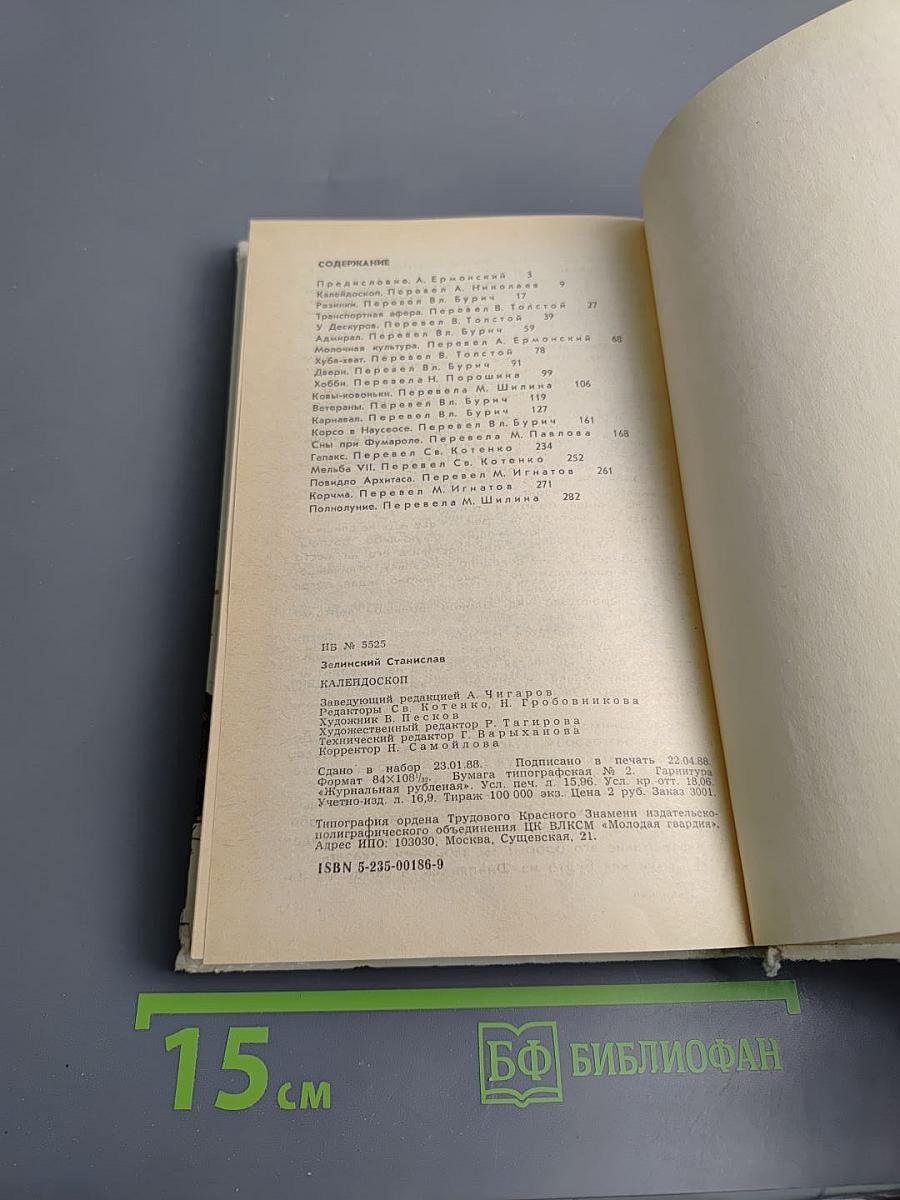 СОДЕРЖАНИЕ
Предисловие. А. Ермонский 3
Калейдоскоп. Перевел А. Николаев 9
Резинки. Перевел Вл. Бурич 17
Транспортная афера. Перевел В. Толстой 27
У Дескуров. Перевел В. Толстой 39
Адмирал. Перевел Вл. Бурич 59
Молочная культура. Перевел А. Ермонский 68
Хуба-хват. Перевел В. Толстой 78
Двери. Перевел Вл. Бурич 91
Хобби. Перевела Н. Порошина 99
Ковы-ковоньки. Перевела М. Шилина 106
Ветераны. Перевел Вл. Бурич 119
Карнавал. Перевел Вл. Бурич 127
Корсо в Наусеосе. Перевел Вл. Бурич 161
Сны при Фумароле. Перевела М. Павлова 168
Гапакс. Перевел Св. Котенко 234
Мельба VII. Перевел Св. Котенко 252
Повидло Архитаса. Перевел М. Игнатов 261
Корчма. Перевел М. Игнатов 271
Полнолуние. Перевела М. Шилина 282
ИБ № 5525
Зелинский Станислав
КАЛЕЙДОСКОП
Заведующий редакцией А. Чигаров
Редакторы Св. Котенко, Н. Гробовникова
Художник В. Песков
Художественный редактор Р. Тагирова
Технический редактор Г. Варыханова
Корректор Н. Самойлова
Сдано в набор 23.01.88. Подписано в печать 22.04.88.
Формат 84×108¹/₃₂. Бумага типографская № 2. Гарнитура
«Журнальная рубленая». Усл. печ. л. 15,96. Усл. кр.-отт. 18,06.
Учетно-изд. л. 16,9. Тираж 100 000 экз. Цена 2 руб. Заказ 3001.
Типография ордена Трудового Красного Знамени издательско-
полиграфического объединения ЦК ВЛКСМ «Молодая гвардия».
Адрес ИПО: 103030, Москва, Сущевская, 21.
ISBN 5-235-00186-9
15 см
БФ БИБЛИОФАН